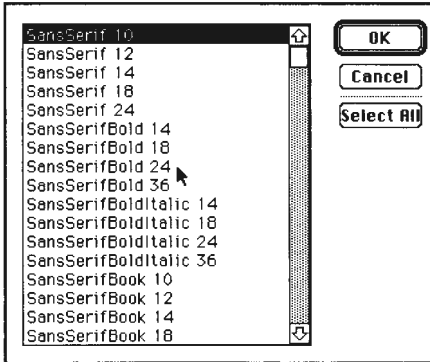 SansSerif 10
SansSerif 12
SansSerif 14
SansSerif 18
SansSerif 24
SansSerifBold 14
SansSerifBold 18
SansSerifBold 24
SansSerifBold 36
SansSerifBoldItalic 14
SansSerifBoldItalic 18
SansSerifBoldItalic 24
SansSerifBoldItalic 36
SansSerifBook 10
SansSerifBook 12
SansSerifBook 14
SansSerifBook 18
OK
Cancel
Select All